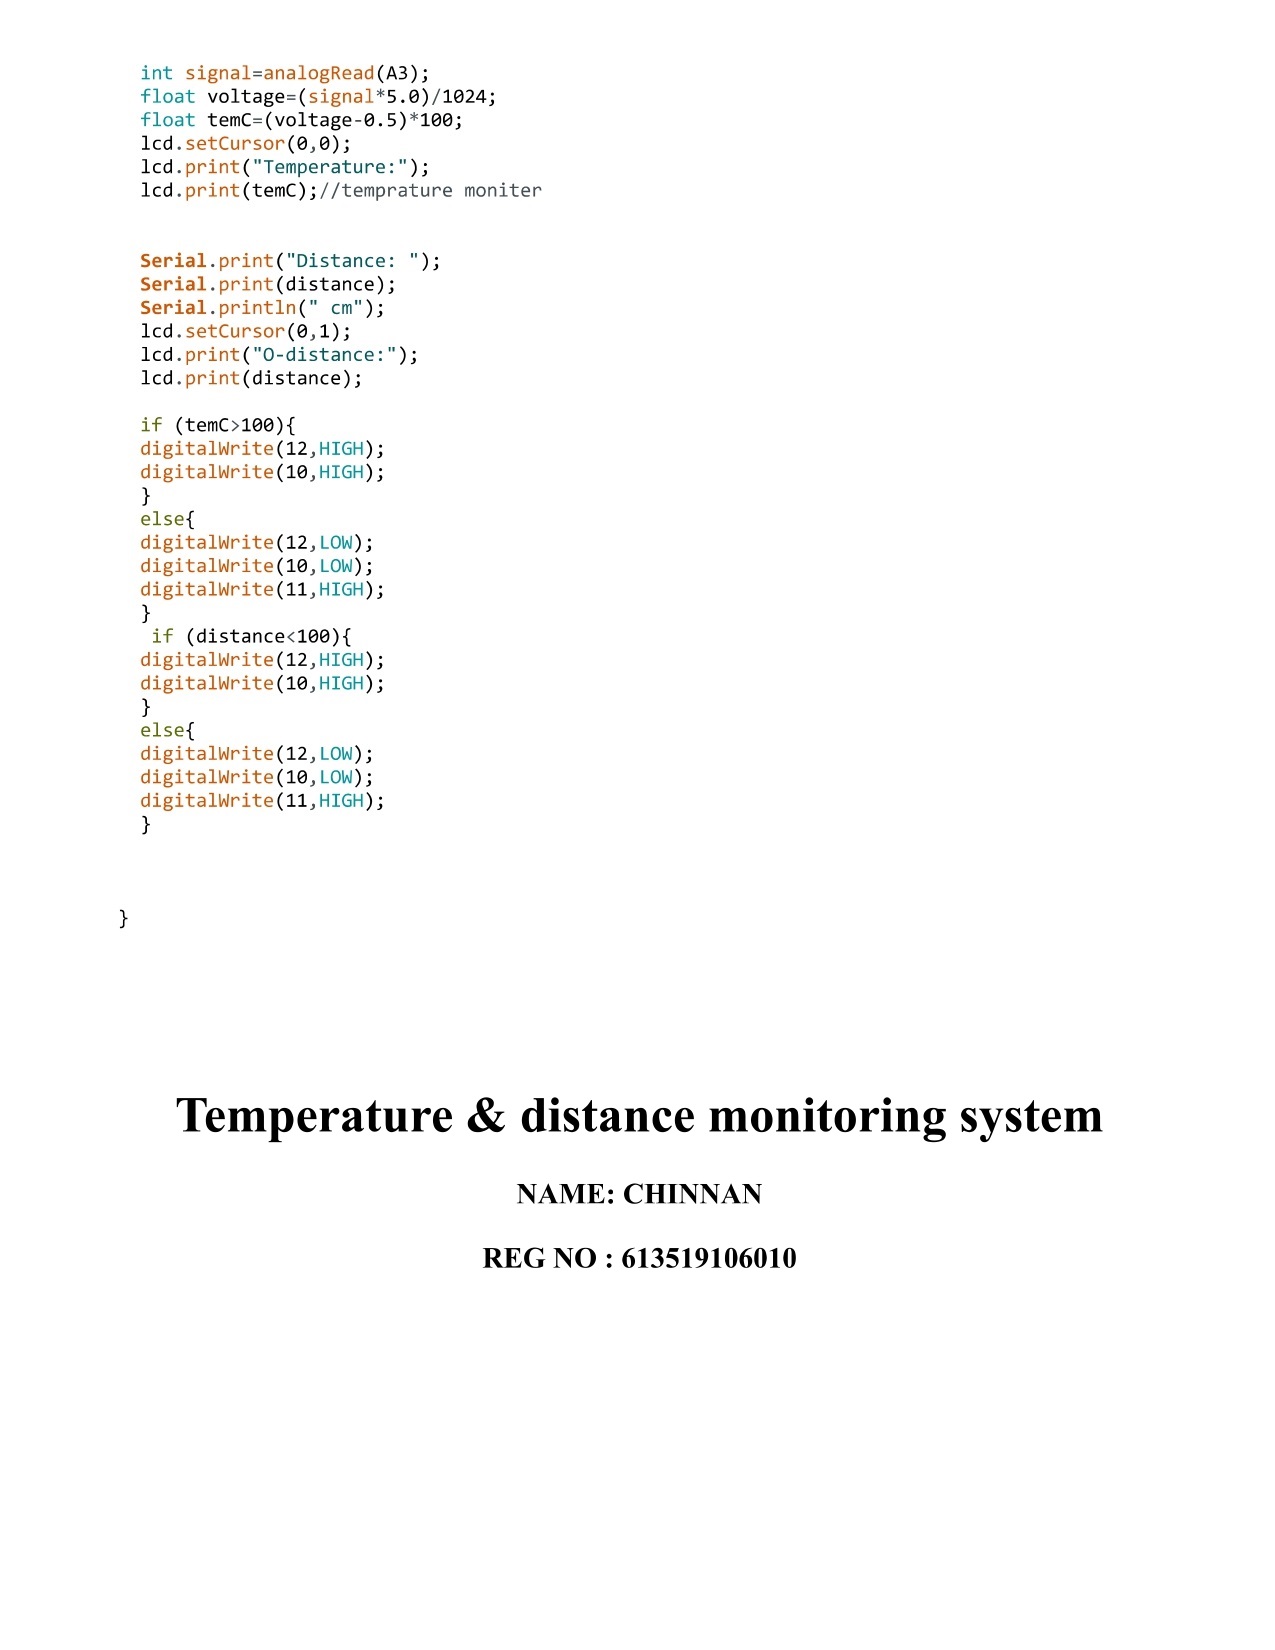 int signal=analogRead(A3);
float voltage=(signal*5.0)/1024;
float temC=(voltage-0.5)*100;
lcd.setCursor(0,0);
lcd.print("Temperature:");
lcd.print(temC);//temprature moniter
Serial.print("Distance: ");
Serial.print(distance);
Serial.println(" cm");
lcd.setCursor(0,1);
lcd.print("O-distance:");
lcd.print(distance);
if (temC>100){
digitalWrite(12,HIGH);
digitalWrite(10,HIGH);
}
else{
digitalWrite(12,LOW);
digitalWrite(10,LOW);
digitalWrite(11,HIGH);
}
if (distance<100){
digitalWrite(12,HIGH);
digitalWrite(10,HIGH);
}
else{
digitalWrite(12,LOW);
digitalWrite(10,LOW);
digitalWrite(11,HIGH);
}
}
Temperature & distance monitoring system
NAME: CHINNAN
REG NO : 613519106010